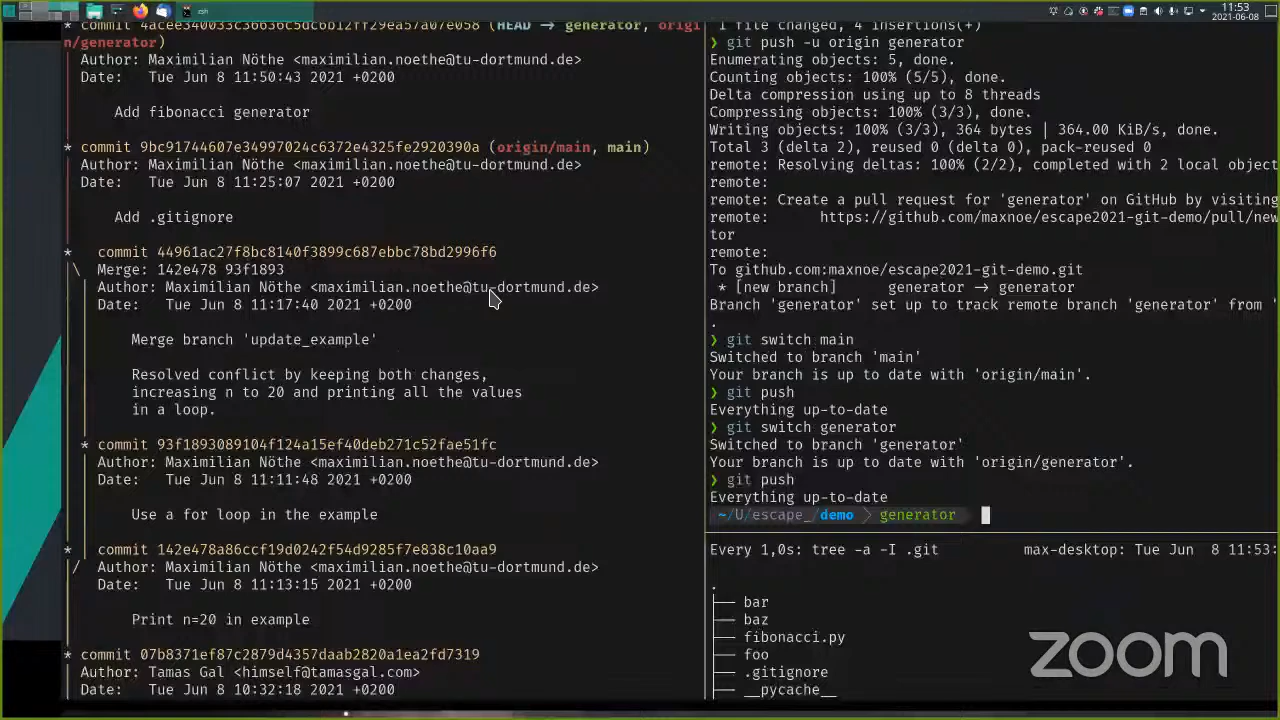 zsh
11:53
2021-06-08
* commit 4acee340033c36636c5dc6b12ff29ea57a07e058 (HEAD → generator, origi
n/generator)
Author: Maximilian Nöthe <maximilian.noethe@tu-dortmund.de>
Date: Tue Jun 8 11:50:43 2021 +0200
Add fibonacci generator
* commit 9bc91744607e34997024c6372e4325fe2920390a (origin/main, main)
Author: Maximilian Nöthe <maximilian.noethe@tu-dortmund.de>
Date: Tue Jun 8 11:25:07 2021 +0200
Add .gitignore
* commit 44961ac27f8bc8140f3899c687ebbc78bd2996f6
\ Merge: 142e478 93f1893
Author: Maximilian Nöthe <maximilian.noethe@tu-dortmund.de>
Date: Tue Jun 8 11:17:40 2021 +0200
Merge branch 'update_example'
Resolved conflict by keeping both changes,
increasing n to 20 and printing all the values
in a loop.
* commit 93f1893089104f124a15ef40deb271c52fae51fc
Author: Maximilian Nöthe <maximilian.noethe@tu-dortmund.de>
Date: Tue Jun 8 11:11:48 2021 +0200
Use a for loop in the example
* commit 142e478a86ccf19d0242f54d9285f7e838c10aa9
/ Author: Maximilian Nöthe <maximilian.noethe@tu-dortmund.de>
Date: Tue Jun 8 11:13:15 2021 +0200
Print n=20 in example
* commit 07b8371ef87c2879d4357daab2820a1ea2fd7319
Author: Tamas Gal <himself@tamasgal.com>
Date: Tue Jun 8 10:32:18 2021 +0200
1 file changed, 4 insertions(+)
❯ git push -u origin generator
Enumerating objects: 5, done.
Counting objects: 100% (5/5), done.
Delta compression using up to 8 threads
Compressing objects: 100% (3/3), done.
Writing objects: 100% (3/3), 364 bytes | 364.00 KiB/s, done.
Total 3 (delta 2), reused 0 (delta 0), pack-reused 0
remote: Resolving deltas: 100% (2/2), completed with 2 local object
remote:
remote: Create a pull request for 'generator' on GitHub by visiting
remote: https://github.com/maxnoe/escape2021-git-demo/pull/new
tor
remote:
To github.com:maxnoe/escape2021-git-demo.git
* [new branch] generator → generator
Branch 'generator' set up to track remote branch 'generator' from '
.
❯ git switch main
Switched to branch 'main'
Your branch is up to date with 'origin/main'.
❯ git push
Everything up-to-date
❯ git switch generator
Switched to branch 'generator'
Your branch is up to date with 'origin/generator'.
❯ git push
Everything up-to-date
~/U/escape_/demo generator
Every 1,0s: tree -a -I .git max-desktop: Tue Jun 8 11:53:
.
├── bar
├── baz
├── fibonacci.py
├── foo
├── .gitignore
├── __pycache__
zoom